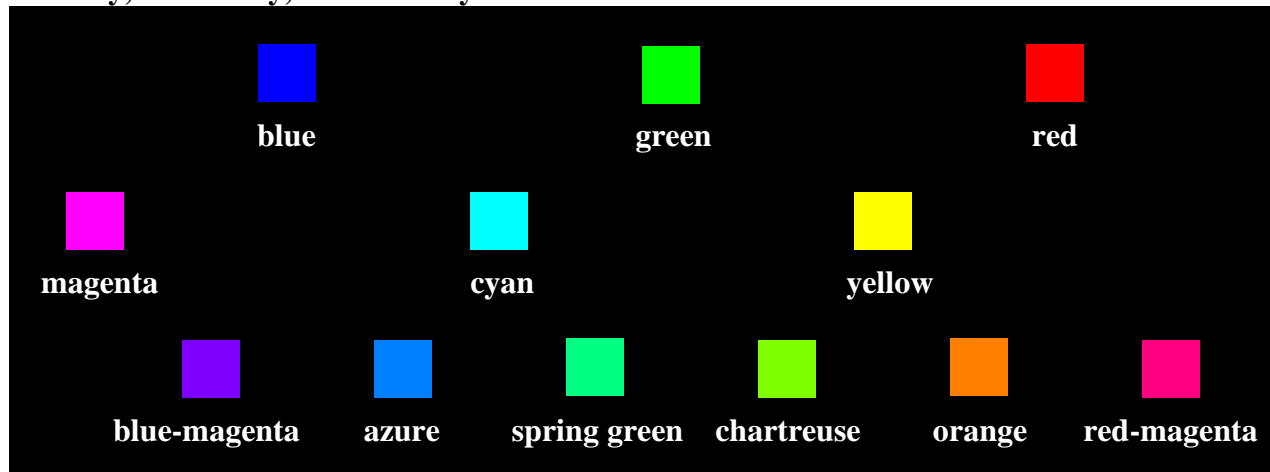 blue green red
magenta cyan yellow
blue-magenta azure spring green chartreuse orange red-magenta